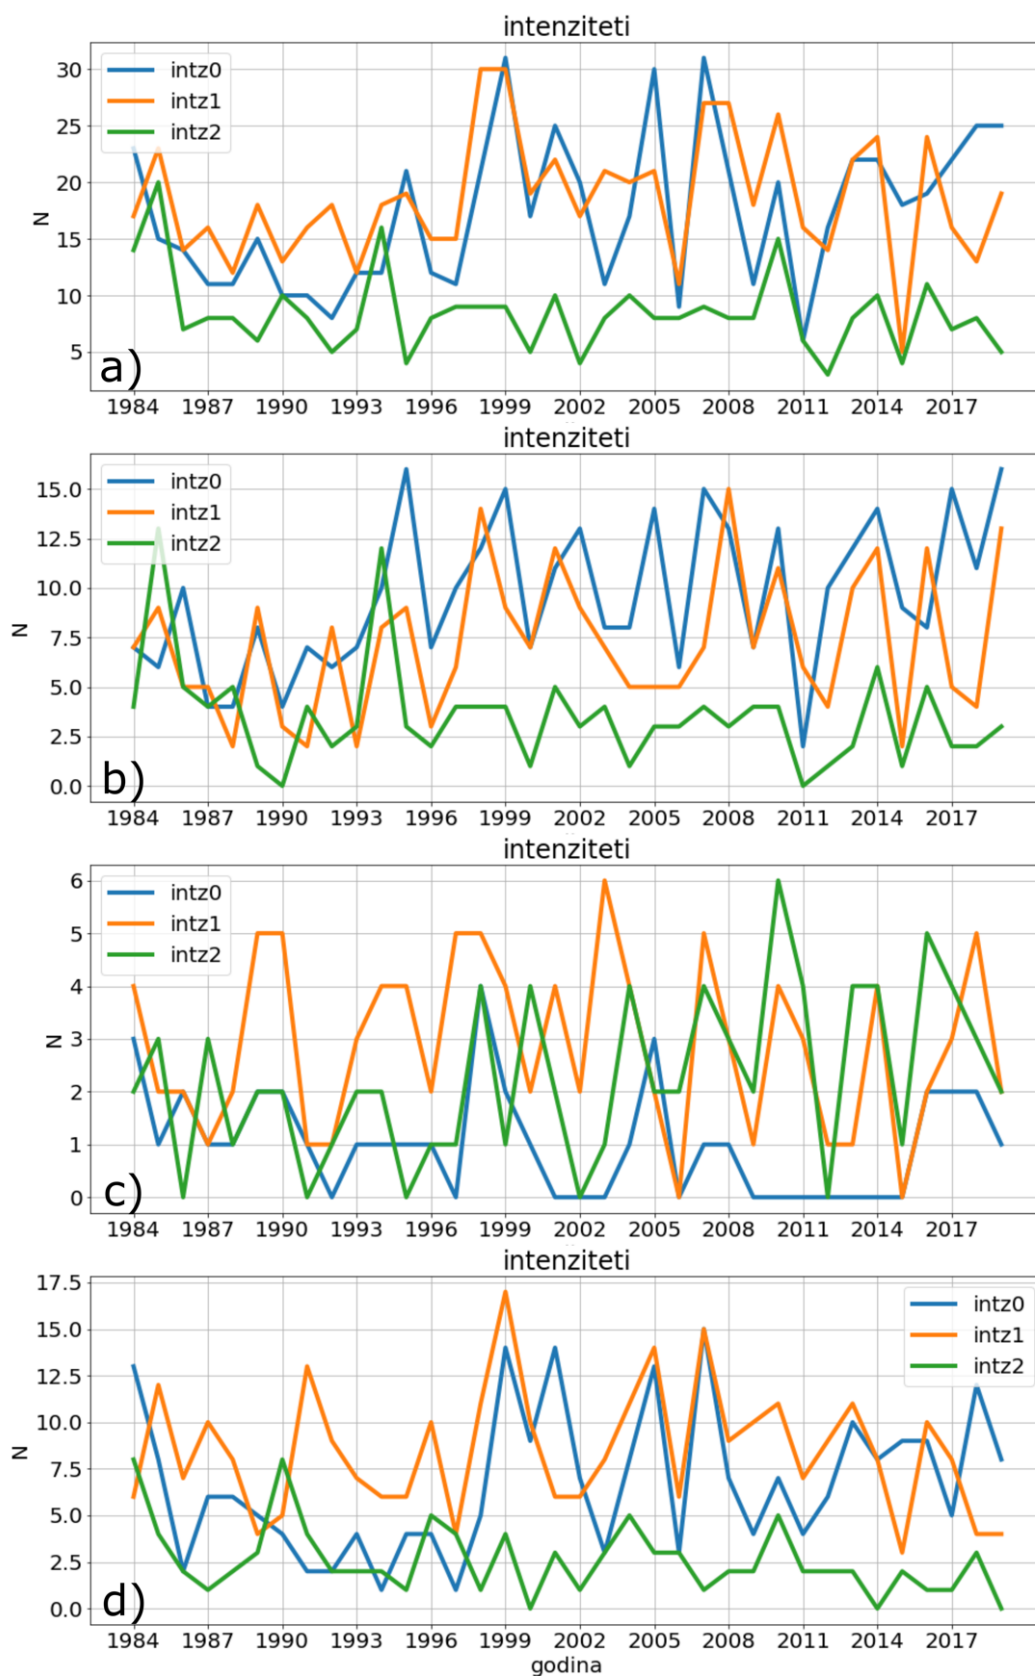 intenziteti
30
25
20
15
10
5
N
intz0
intz1
intz2
a)
1984 1987 1990 1993 1996 1999 2002 2005 2008 2011 2014 2017
intenziteti
15.0
12.5
10.0
7.5
5.0
2.5
0.0
N
intz0
intz1
intz2
b)
1984 1987 1990 1993 1996 1999 2002 2005 2008 2011 2014 2017
intenziteti
6
5
4
3
2
1
0
N
intz0
intz1
intz2
c)
1984 1987 1990 1993 1996 1999 2002 2005 2008 2011 2014 2017
intenziteti
17.5
15.0
12.5
10.0
7.5
5.0
2.5
0.0
N
intz0
intz1
intz2
d)
1984 1987 1990 1993 1996 1999 2002 2005 2008 2011 2014 2017
godina